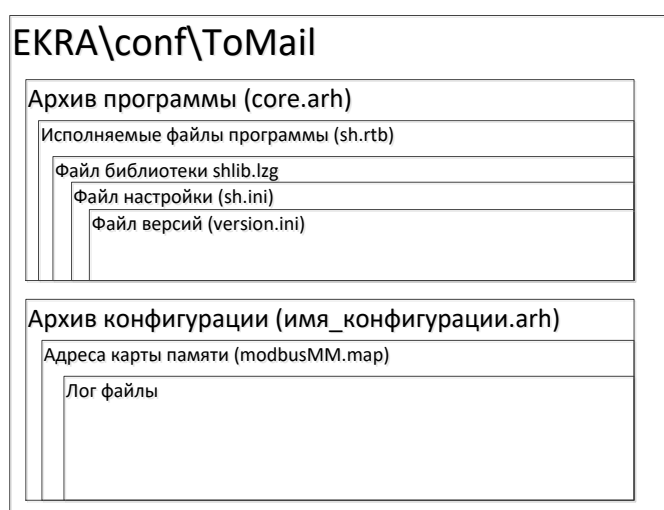 EKRA\conf\ToMail
Архив программы (core.arh)
Исполняемые файлы программы (sh.rtb)
Файл библиотеки shlib.lzg
Файл настройки (sh.ini)
Файл версий (version.ini)
Архив конфигурации (имя_конфигурации.arh)
Адреса карты памяти (modbusMM.map)
Лог файлы